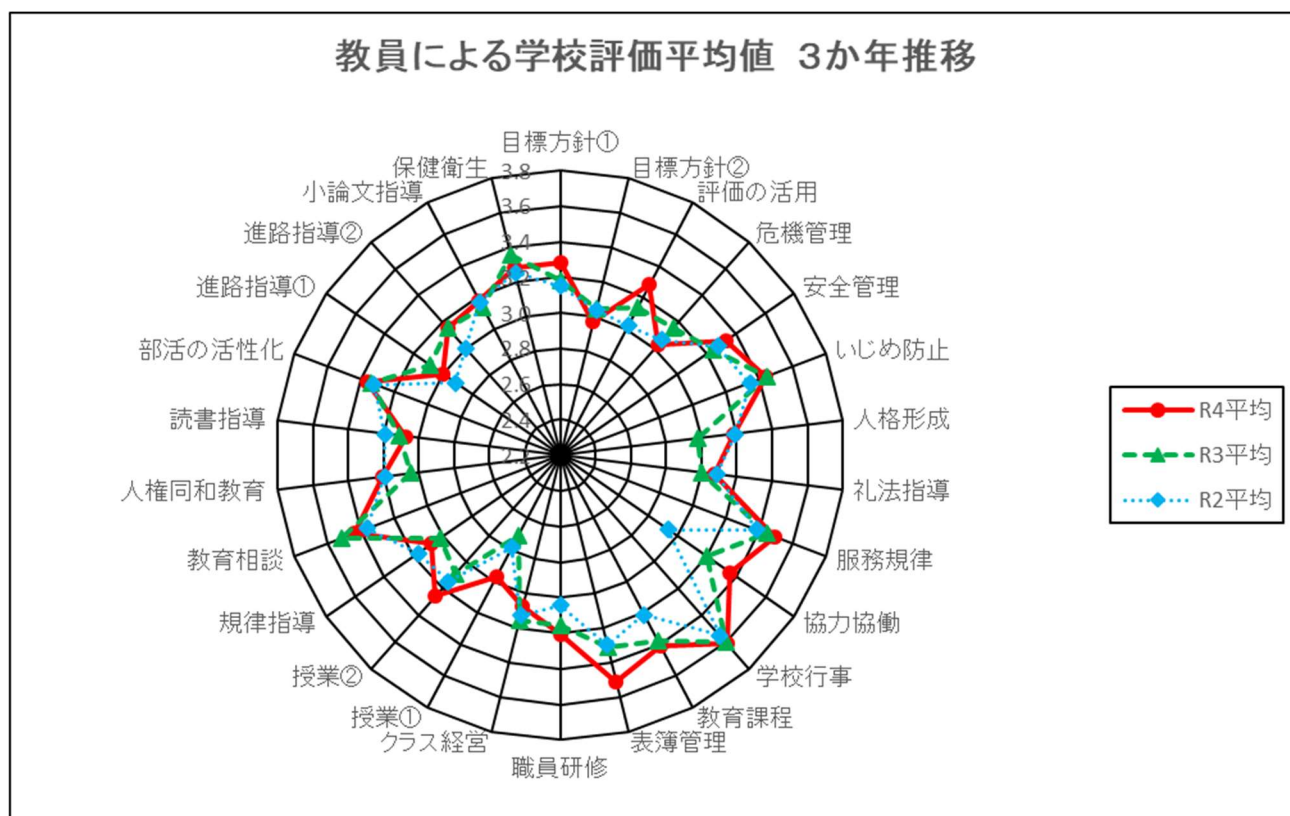 教員による学校評価平均値 3か年推移
目標方針①
目標方針②
評価の活用
危機管理
安全管理
いじめ防止
人格形成
礼法指導
服務規律
協力協働
学校行事
教育課程
表簿管理
職員研修
クラス経営
授業①
授業②
規律指導
教育相談
人権同和教育
読書指導
部活の活性化
進路指導①
進路指導②
小論文指導
保健衛生
3.8
3.6
3.4
3.2
3.0
2.8
2.6
2.4
2.2
R4平均
R3平均
R2平均